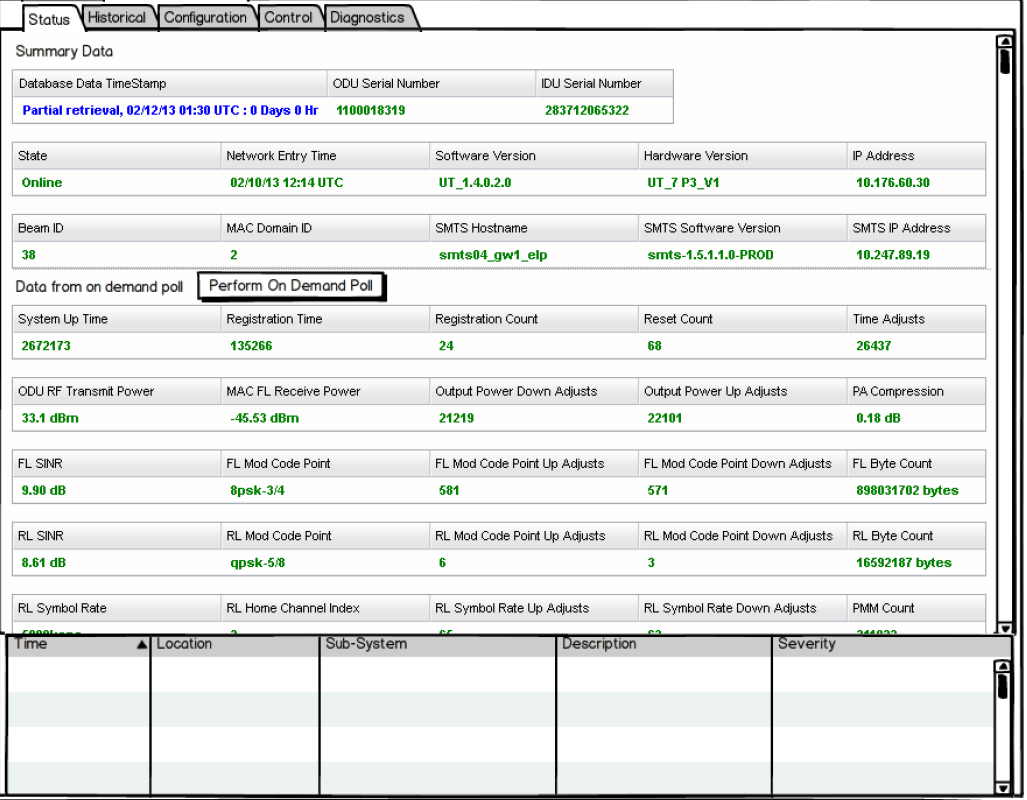 Status Historical Configuration Control Diagnostics
Summary Data
Database Data TimeStamp ODU Serial Number IDU Serial Number
Partial retrieval, 02/12/13 01:30 UTC : 0 Days 0 Hr 1100018319 283712065322
State Network Entry Time Software Version Hardware Version IP Address
Online 02/10/13 12:14 UTC UT_1.4.0.2.0 UT_7 P3_V1 10.176.60.30
Beam ID MAC Domain ID SMTS Hostname SMTS Software Version SMTS IP Address
38 2 smts04_gw1_elp smts-1.5.1.1.0-PROD 10.247.89.19
Data from on demand poll Perform On Demand Poll
System Up Time Registration Time Registration Count Reset Count Time Adjusts
2672173 135266 24 68 26437
ODU RF Transmit Power MAC FL Receive Power Output Power Down Adjusts Output Power Up Adjusts PA Compression
33.1 dBm -45.53 dBm 21219 22101 0.18 dB
FL SINR FL Mod Code Point FL Mod Code Point Up Adjusts FL Mod Code Point Down Adjusts FL Byte Count
9.90 dB 8psk-3/4 581 571 898031702 bytes
RL SINR RL Mod Code Point RL Mod Code Point Up Adjusts RL Mod Code Point Down Adjusts RL Byte Count
8.61 dB qpsk-5/8 6 3 16592187 bytes
RL Symbol Rate RL Home Channel Index RL Symbol Rate Up Adjusts RL Symbol Rate Down Adjusts PMM Count
Time Location Sub-System Description Severity